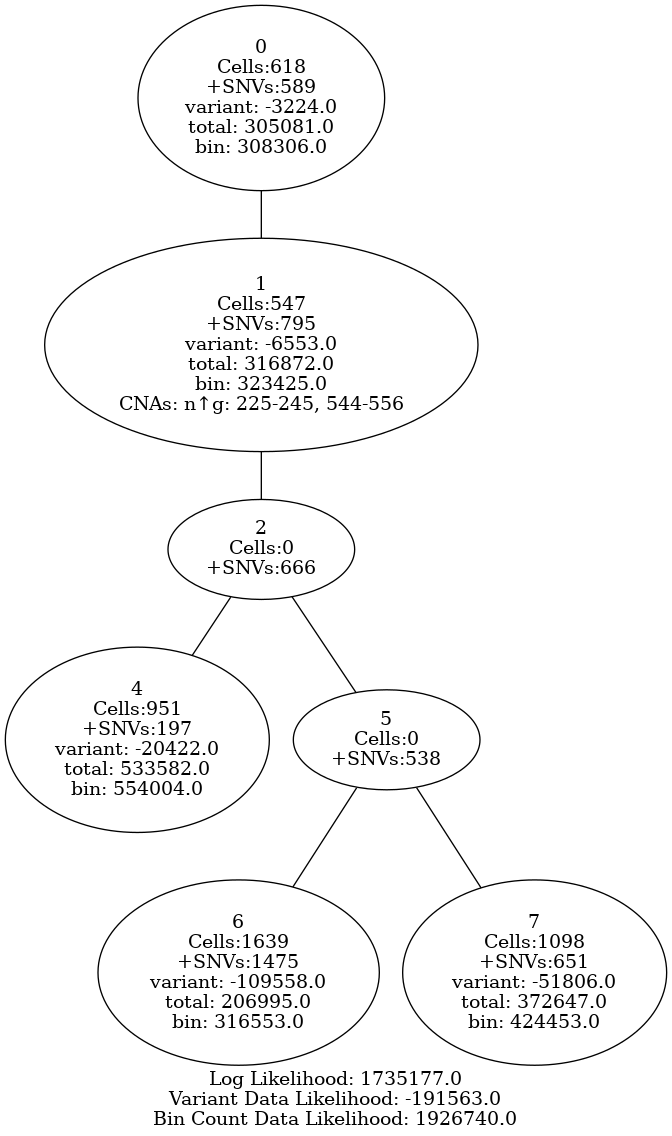 0
Cells:618
+SNVs:589
variant: -3224.0
total: 305081.0
bin: 308306.0
1
Cells:547
+SNVs:795
variant: -6553.0
total: 316872.0
bin: 323425.0
CNAs: n↑g: 225-245, 544-556
2
Cells:0
+SNVs:666
4
Cells:951
+SNVs:197
variant: -20422.0
total: 533582.0
bin: 554004.0
5
Cells:0
+SNVs:538
6
Cells:1639
+SNVs:1475
variant: -109558.0
total: 206995.0
bin: 316553.0
7
Cells:1098
+SNVs:651
variant: -51806.0
total: 372647.0
bin: 424453.0
Log Likelihood: 1735177.0
Variant Data Likelihood: -191563.0
Bin Count Data Likelihood: 1926740.0